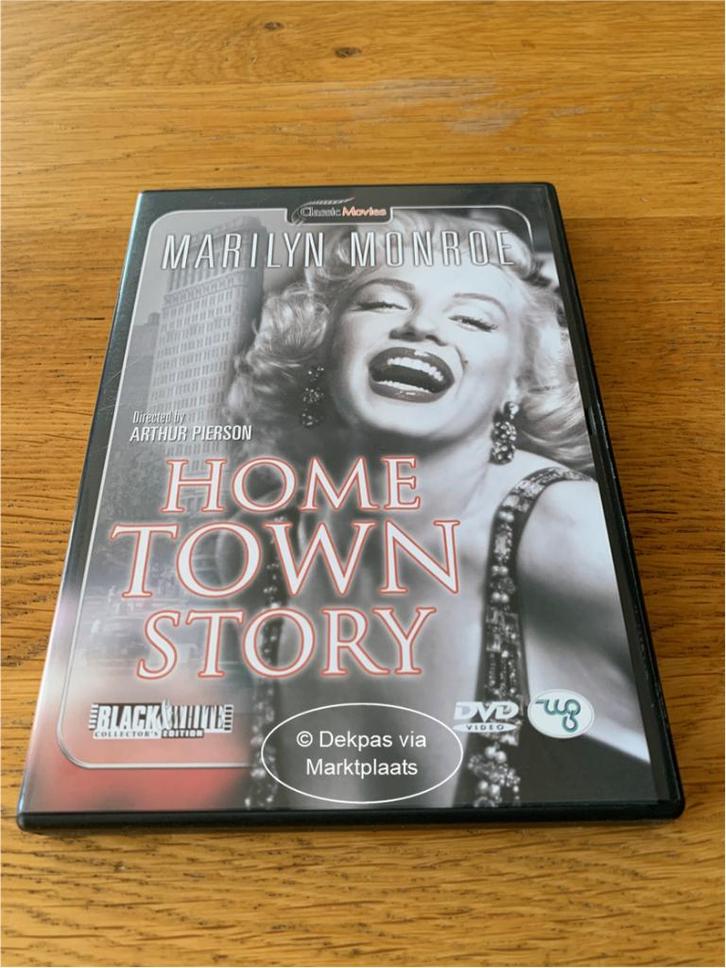 Classic Movies
MARILYN MONROE
Directed by
ARTHUR PIERSON
HOME
TOWN
STORY
BLACK & WHITE
COLLECTOR'S EDITION
DVD
VIDEO
© Dekpas via
Marktplaats